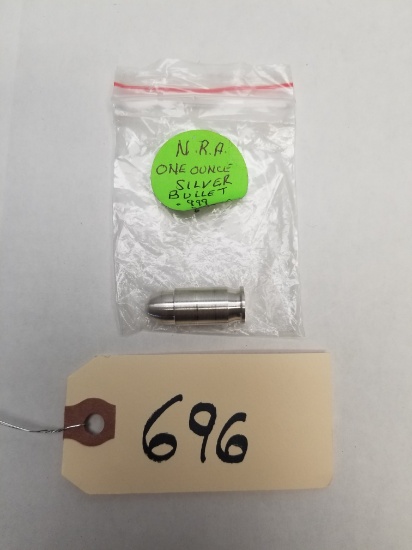 N.R.A.
ONE OUNCE
SILVER
BULLET
.999
696